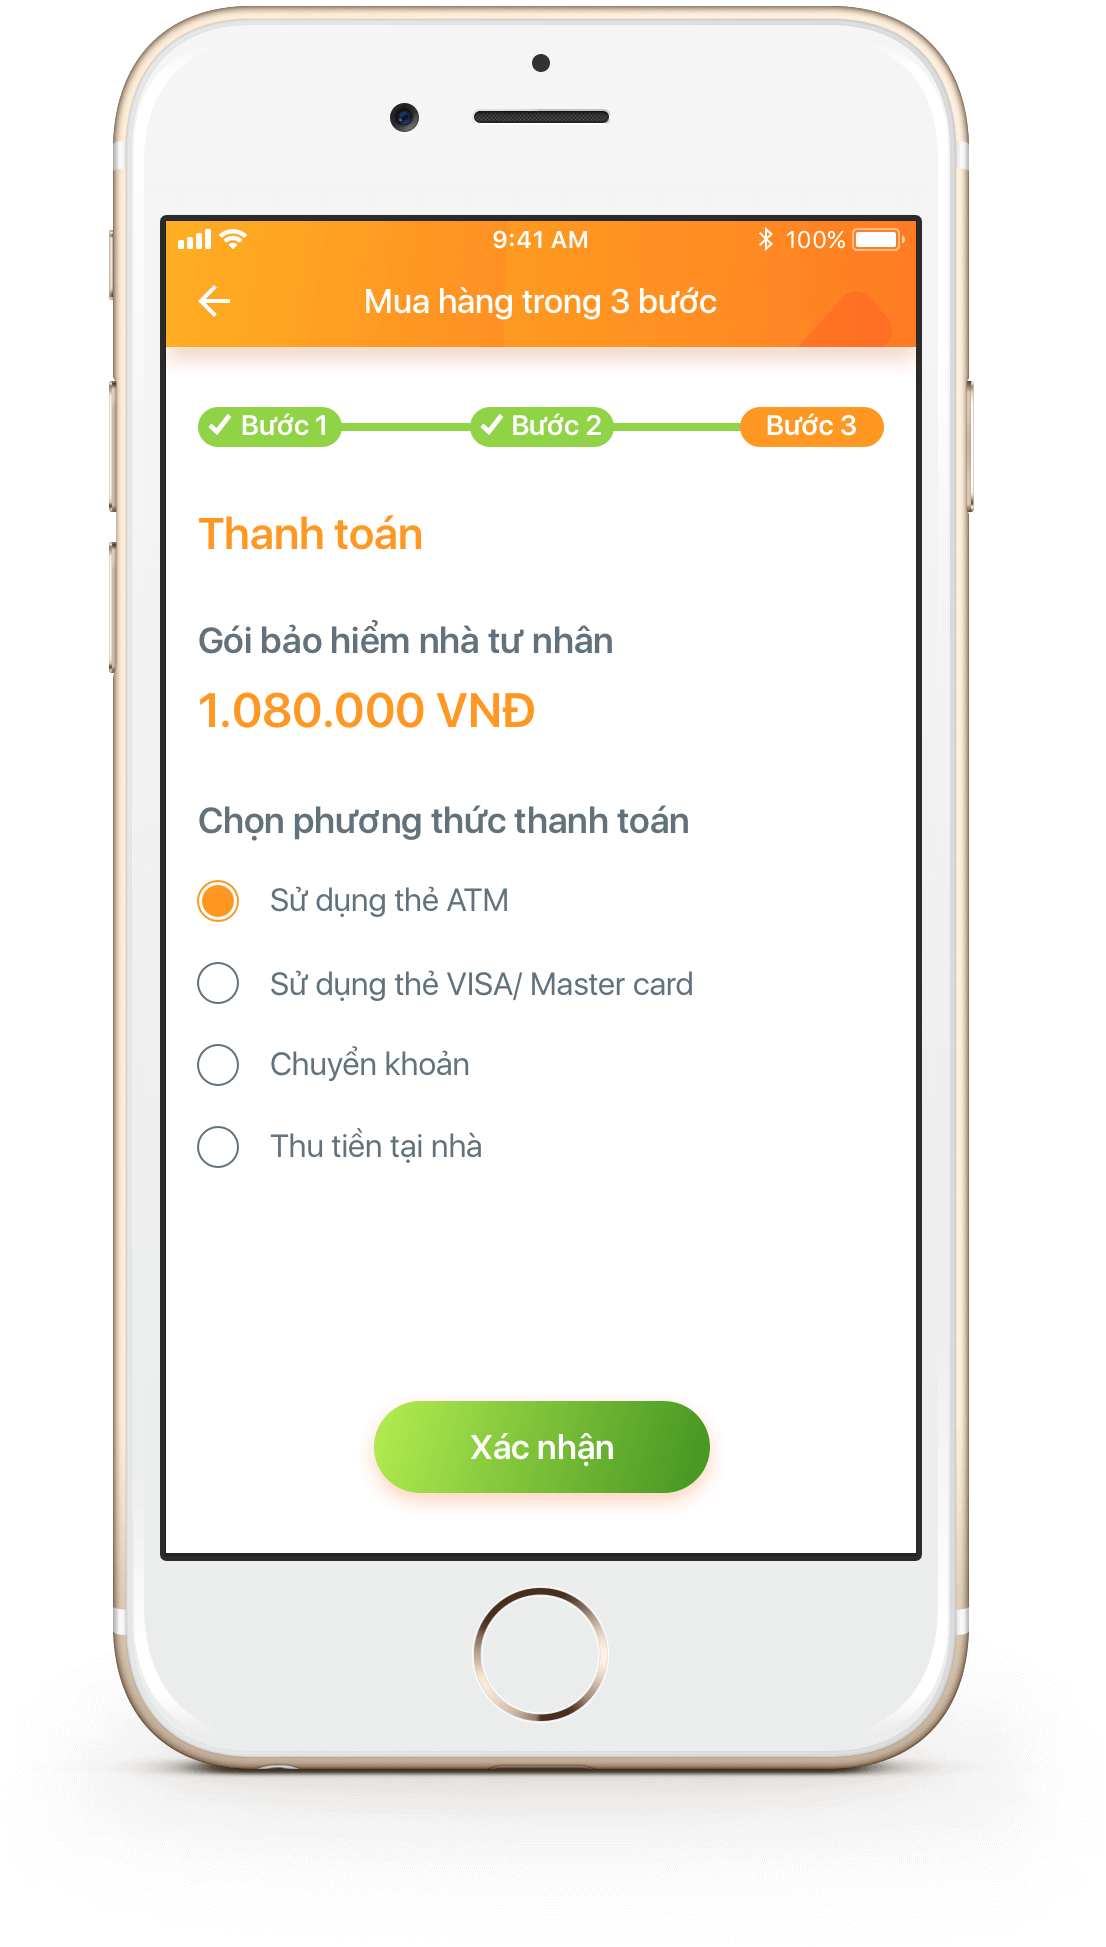 9:41 AM 100%
Mua hàng trong 3 bước
Bước 1 Bước 2 Bước 3
Thanh toán
Gói bảo hiểm nhà tư nhân
1.080.000 VNĐ
Chọn phương thức thanh toán
Sử dụng thẻ ATM
Sử dụng thẻ VISA/ Master card
Chuyển khoản
Thu tiền tại nhà
Xác nhận